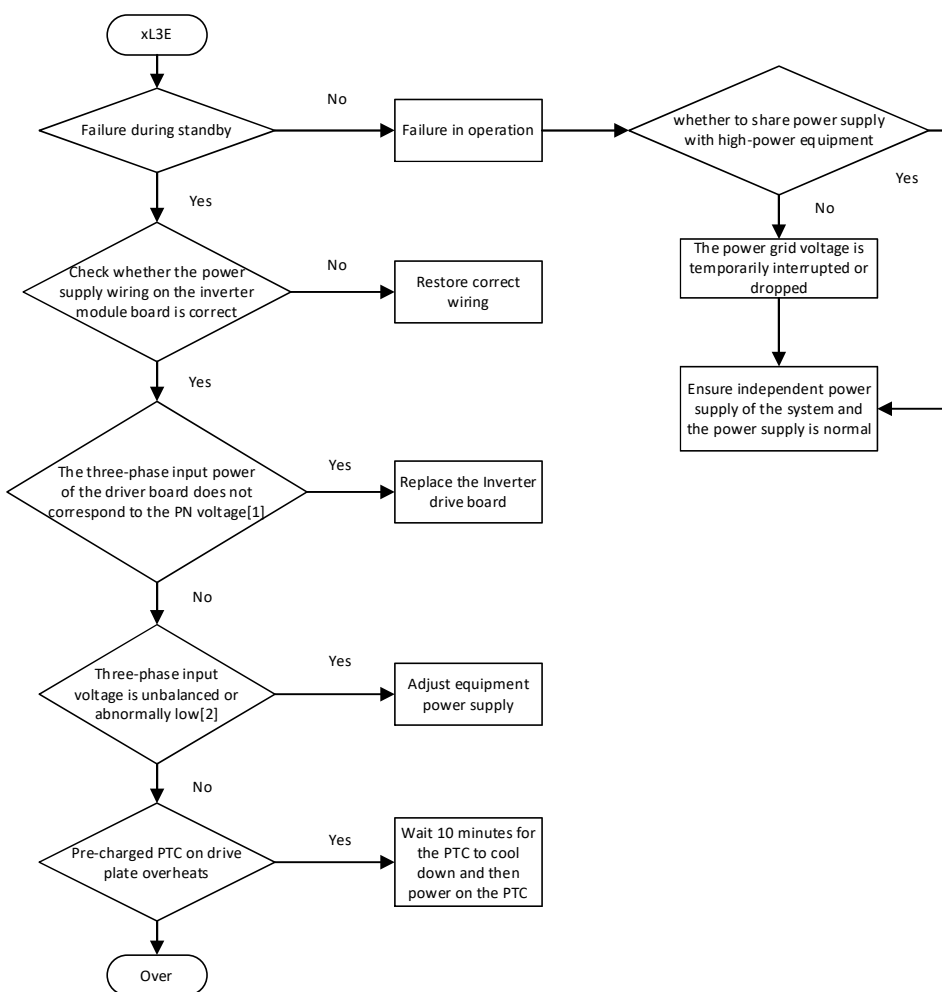 xL3E
Failure during standby
No
Failure in operation
whether to share power supply
with high-power equipment
Yes
No
The power grid voltage is
temporarily interrupted or
dropped
Ensure independent power
supply of the system and
the power supply is normal
Yes
Check whether the power
supply wiring on the inverter
module board is correct
No
Restore correct
wiring
Yes
The three-phase input power
of the driver board does not
correspond to the PN voltage[1]
Yes
Replace the Inverter
drive board
No
Three-phase input
voltage is unbalanced or
abnormally low[2]
Yes
Adjust equipment
power supply
No
Pre-charged PTC on drive
plate overheats
Yes
Wait 10 minutes for
the PTC to cool
down and then
power on the PTC
Over